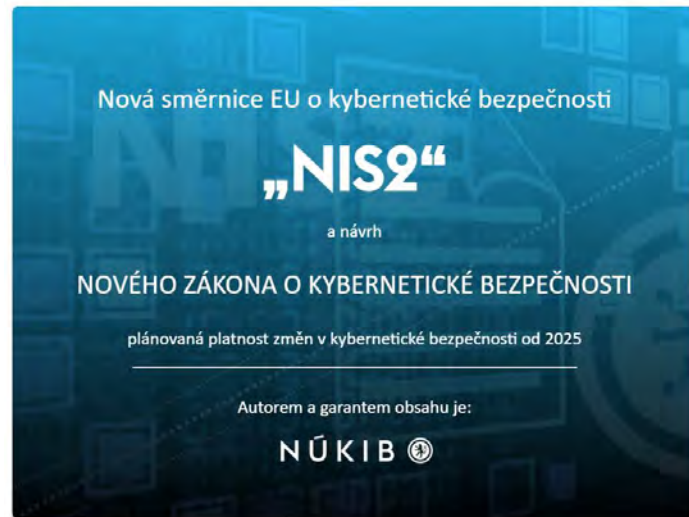 Nová směrnice EU o kybernetické bezpečnosti
„NIS2“
a návrh
NOVÉHO ZÁKONA O KYBERNETICKÉ BEZPEČNOSTI
plánovaná platnost změn v kybernetické bezpečnosti od 2025
Autorem a garantem obsahu je:
NÚKIB